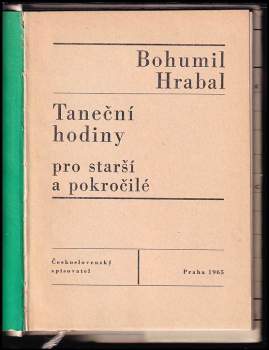 Bohumil
Hrabal
Taneční
hodiny
pro starší
a pokročilé
Československý
spisovatel
Praha 1965